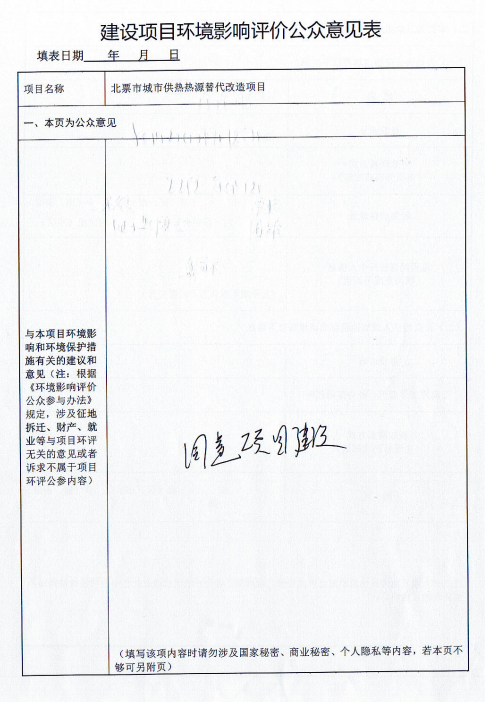 建设项目环境影响评价公众意见表
填表日期 年 月 日
项目名称 北票市城市供热热源替代改造项目
一、本页为公众意见
与本项目环境影
响和环境保护措
施有关的建议和
意见（注：根据
《环境影响评价
公众参与办法》
规定，涉及征地
拆迁、财产、就
业等与项目环评
无关的意见或者
诉求不属于项目
环评公参内容）
同意项目建设
（填写该项内容时请勿涉及国家秘密、商业秘密、个人隐私等内容，若本页不
够可另附页）